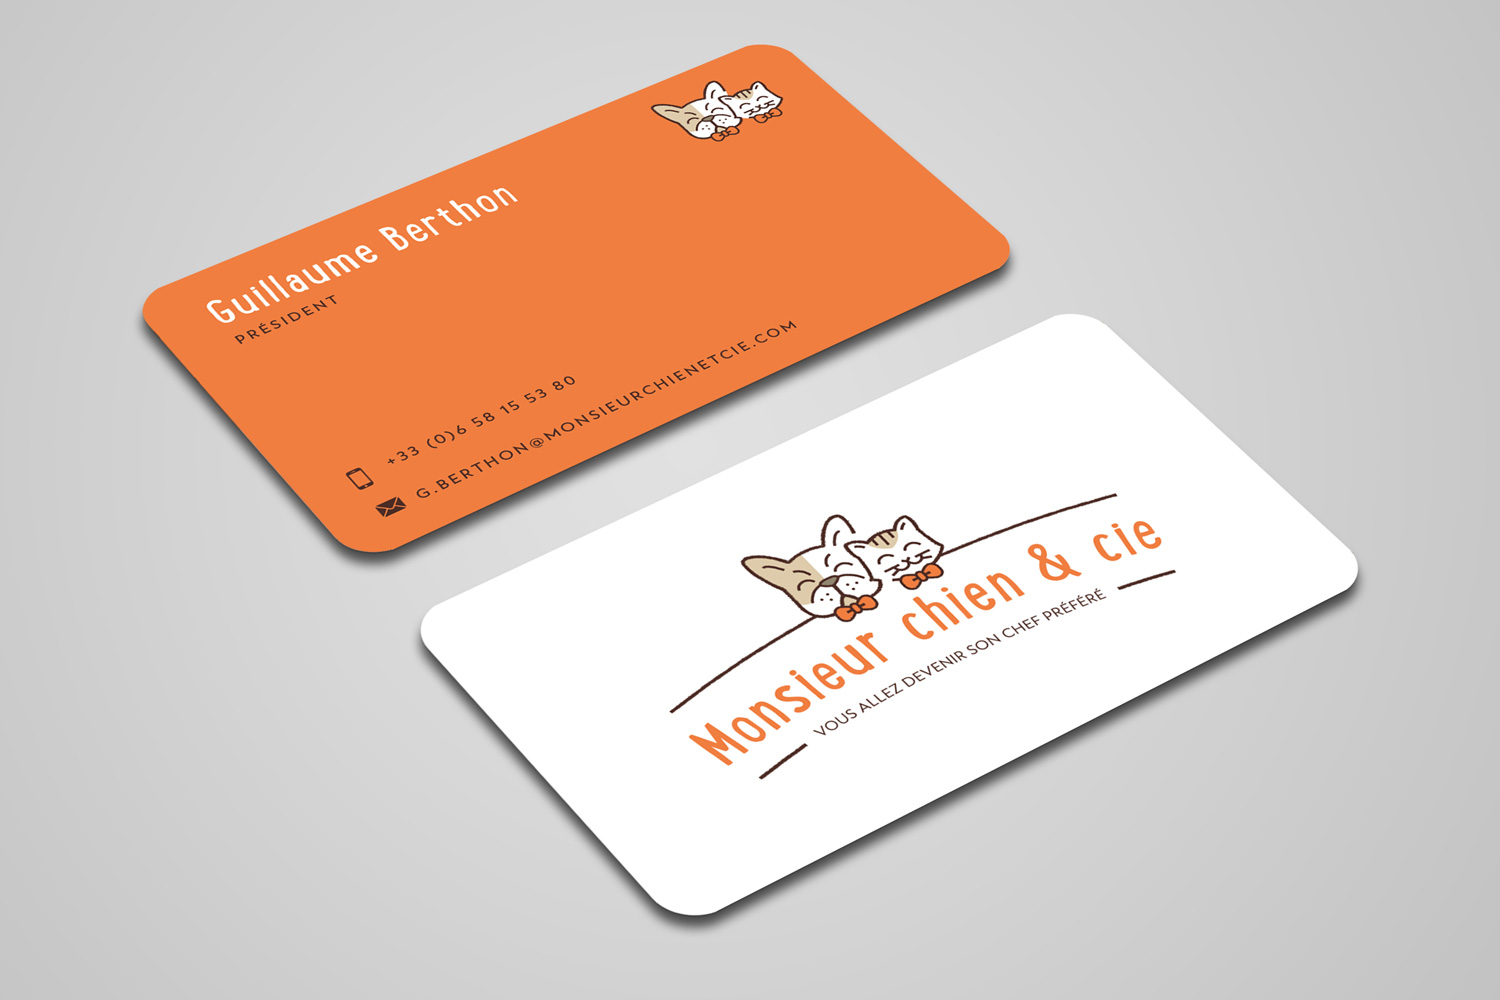 Guillaume Berthon
PRÉSIDENT
+33 (0)6 58 15 53 80
G.BERTHON@MONSIEURCHIENETCIE.COM
Monsieur chien & cie
VOUS ALLEZ DEVENIR SON CHEF PRÉFÉRÉ